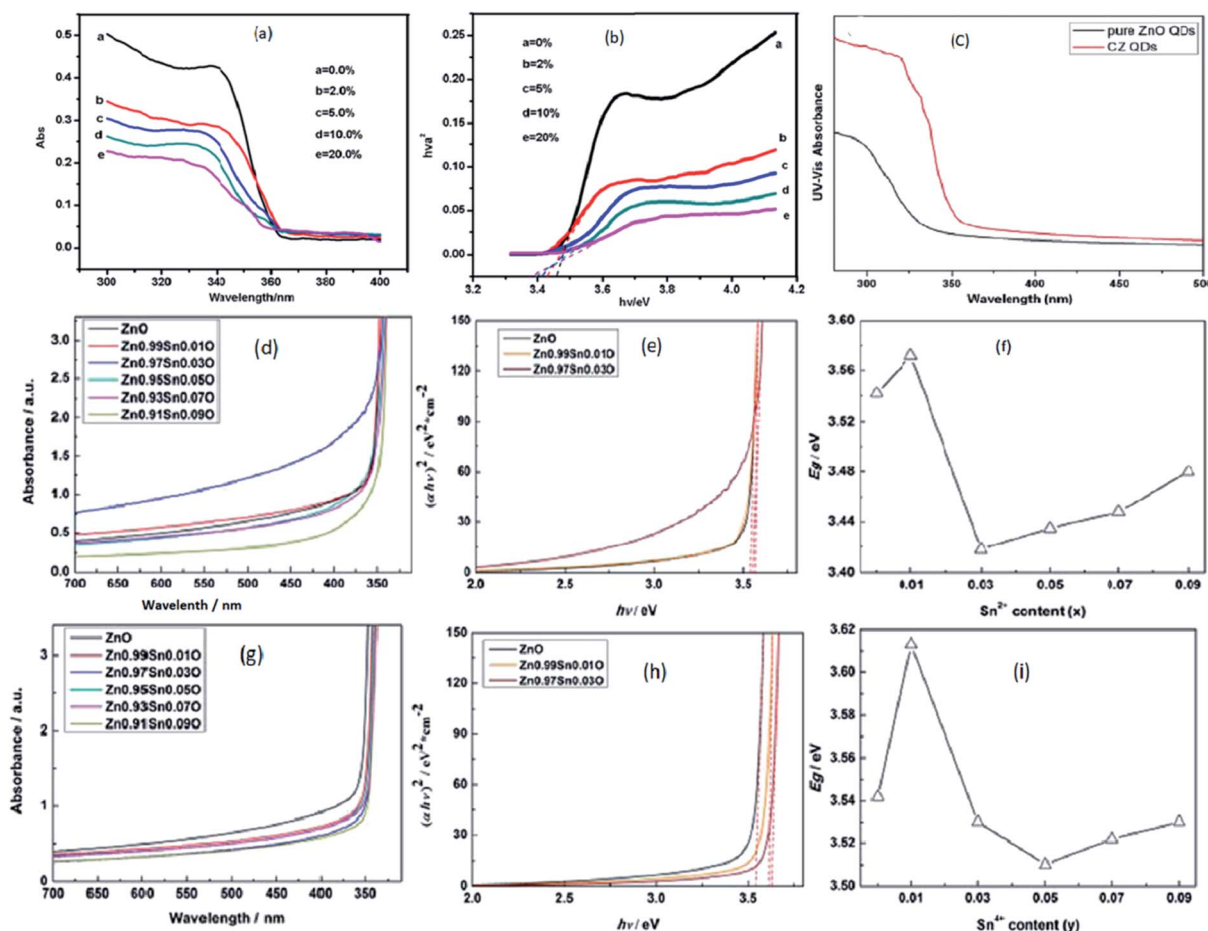 (a)
a
b
c
d
e
a=0.0%
b=2.0%
c=5.0%
d=10.0%
e=20.0%
Abs
0.5
0.4
0.3
0.2
0.1
0.0
300 320 340 360 380 400
Wavelength/nm
(b)
a=0%
b=2%
c=5%
d=10%
e=20%
a
b
c
d
e
hva²
0.25
0.20
0.15
0.10
0.05
0.00
3.2 3.4 3.6 3.8 4.0 4.2
hv/eV
(C)
pure ZnO QDs
CZ QDs
UV-Vis Absorbance
300 350 400 450 500
Wavelength (nm)
(d)
ZnO
Zn0.99Sn0.01O
Zn0.97Sn0.03O
Zn0.95Sn0.05O
Zn0.93Sn0.07O
Zn0.91Sn0.09O
Absorbance / a.u.
3.0
2.5
2.0
1.5
1.0
0.5
0.0
700 650 600 550 500 450 400 350
Wavelenth / nm
(e)
ZnO
Zn0.99Sn0.01O
Zn0.97Sn0.03O
(αhν)² / eV²*cm⁻²
150
120
90
60
30
0
2.0 2.5 3.0 3.5
hν/ eV
(f)
Eg / eV
3.60
3.56
3.52
3.48
3.44
3.40
0.01 0.03 0.05 0.07 0.09
Sn²⁺ content (x)
(g)
ZnO
Zn0.99Sn0.01O
Zn0.97Sn0.03O
Zn0.95Sn0.05O
Zn0.93Sn0.07O
Zn0.91Sn0.09O
Absorbance / a.u.
3
2
1
0
700 650 600 550 500 450 400 350
Wavelength / nm
(h)
ZnO
Zn0.99Sn0.01O
Zn0.97Sn0.03O
(αhν)² / eV²*cm⁻²
150
120
90
60
30
0
2.0 2.5 3.0 3.5
hν / eV
(i)
Eg / eV
3.62
3.60
3.58
3.56
3.54
3.52
3.50
0.01 0.03 0.05 0.07 0.09
Sn⁴⁺ content (y)